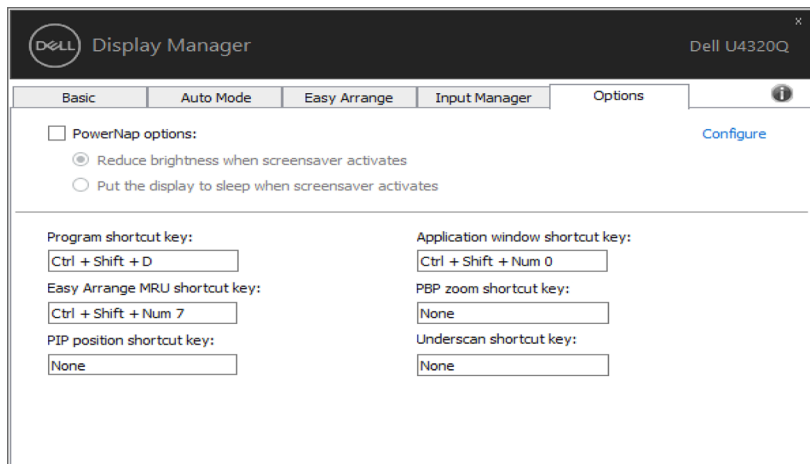 x
DELL Display Manager Dell U4320Q
Basic Auto Mode Easy Arrange Input Manager Options i
PowerNap options: Configure
Reduce brightness when screensaver activates
Put the display to sleep when screensaver activates
Program shortcut key: Application window shortcut key:
Ctrl + Shift + D Ctrl + Shift + Num 0
Easy Arrange MRU shortcut key: PBP zoom shortcut key:
Ctrl + Shift + Num 7 None
PIP position shortcut key: Underscan shortcut key:
None None